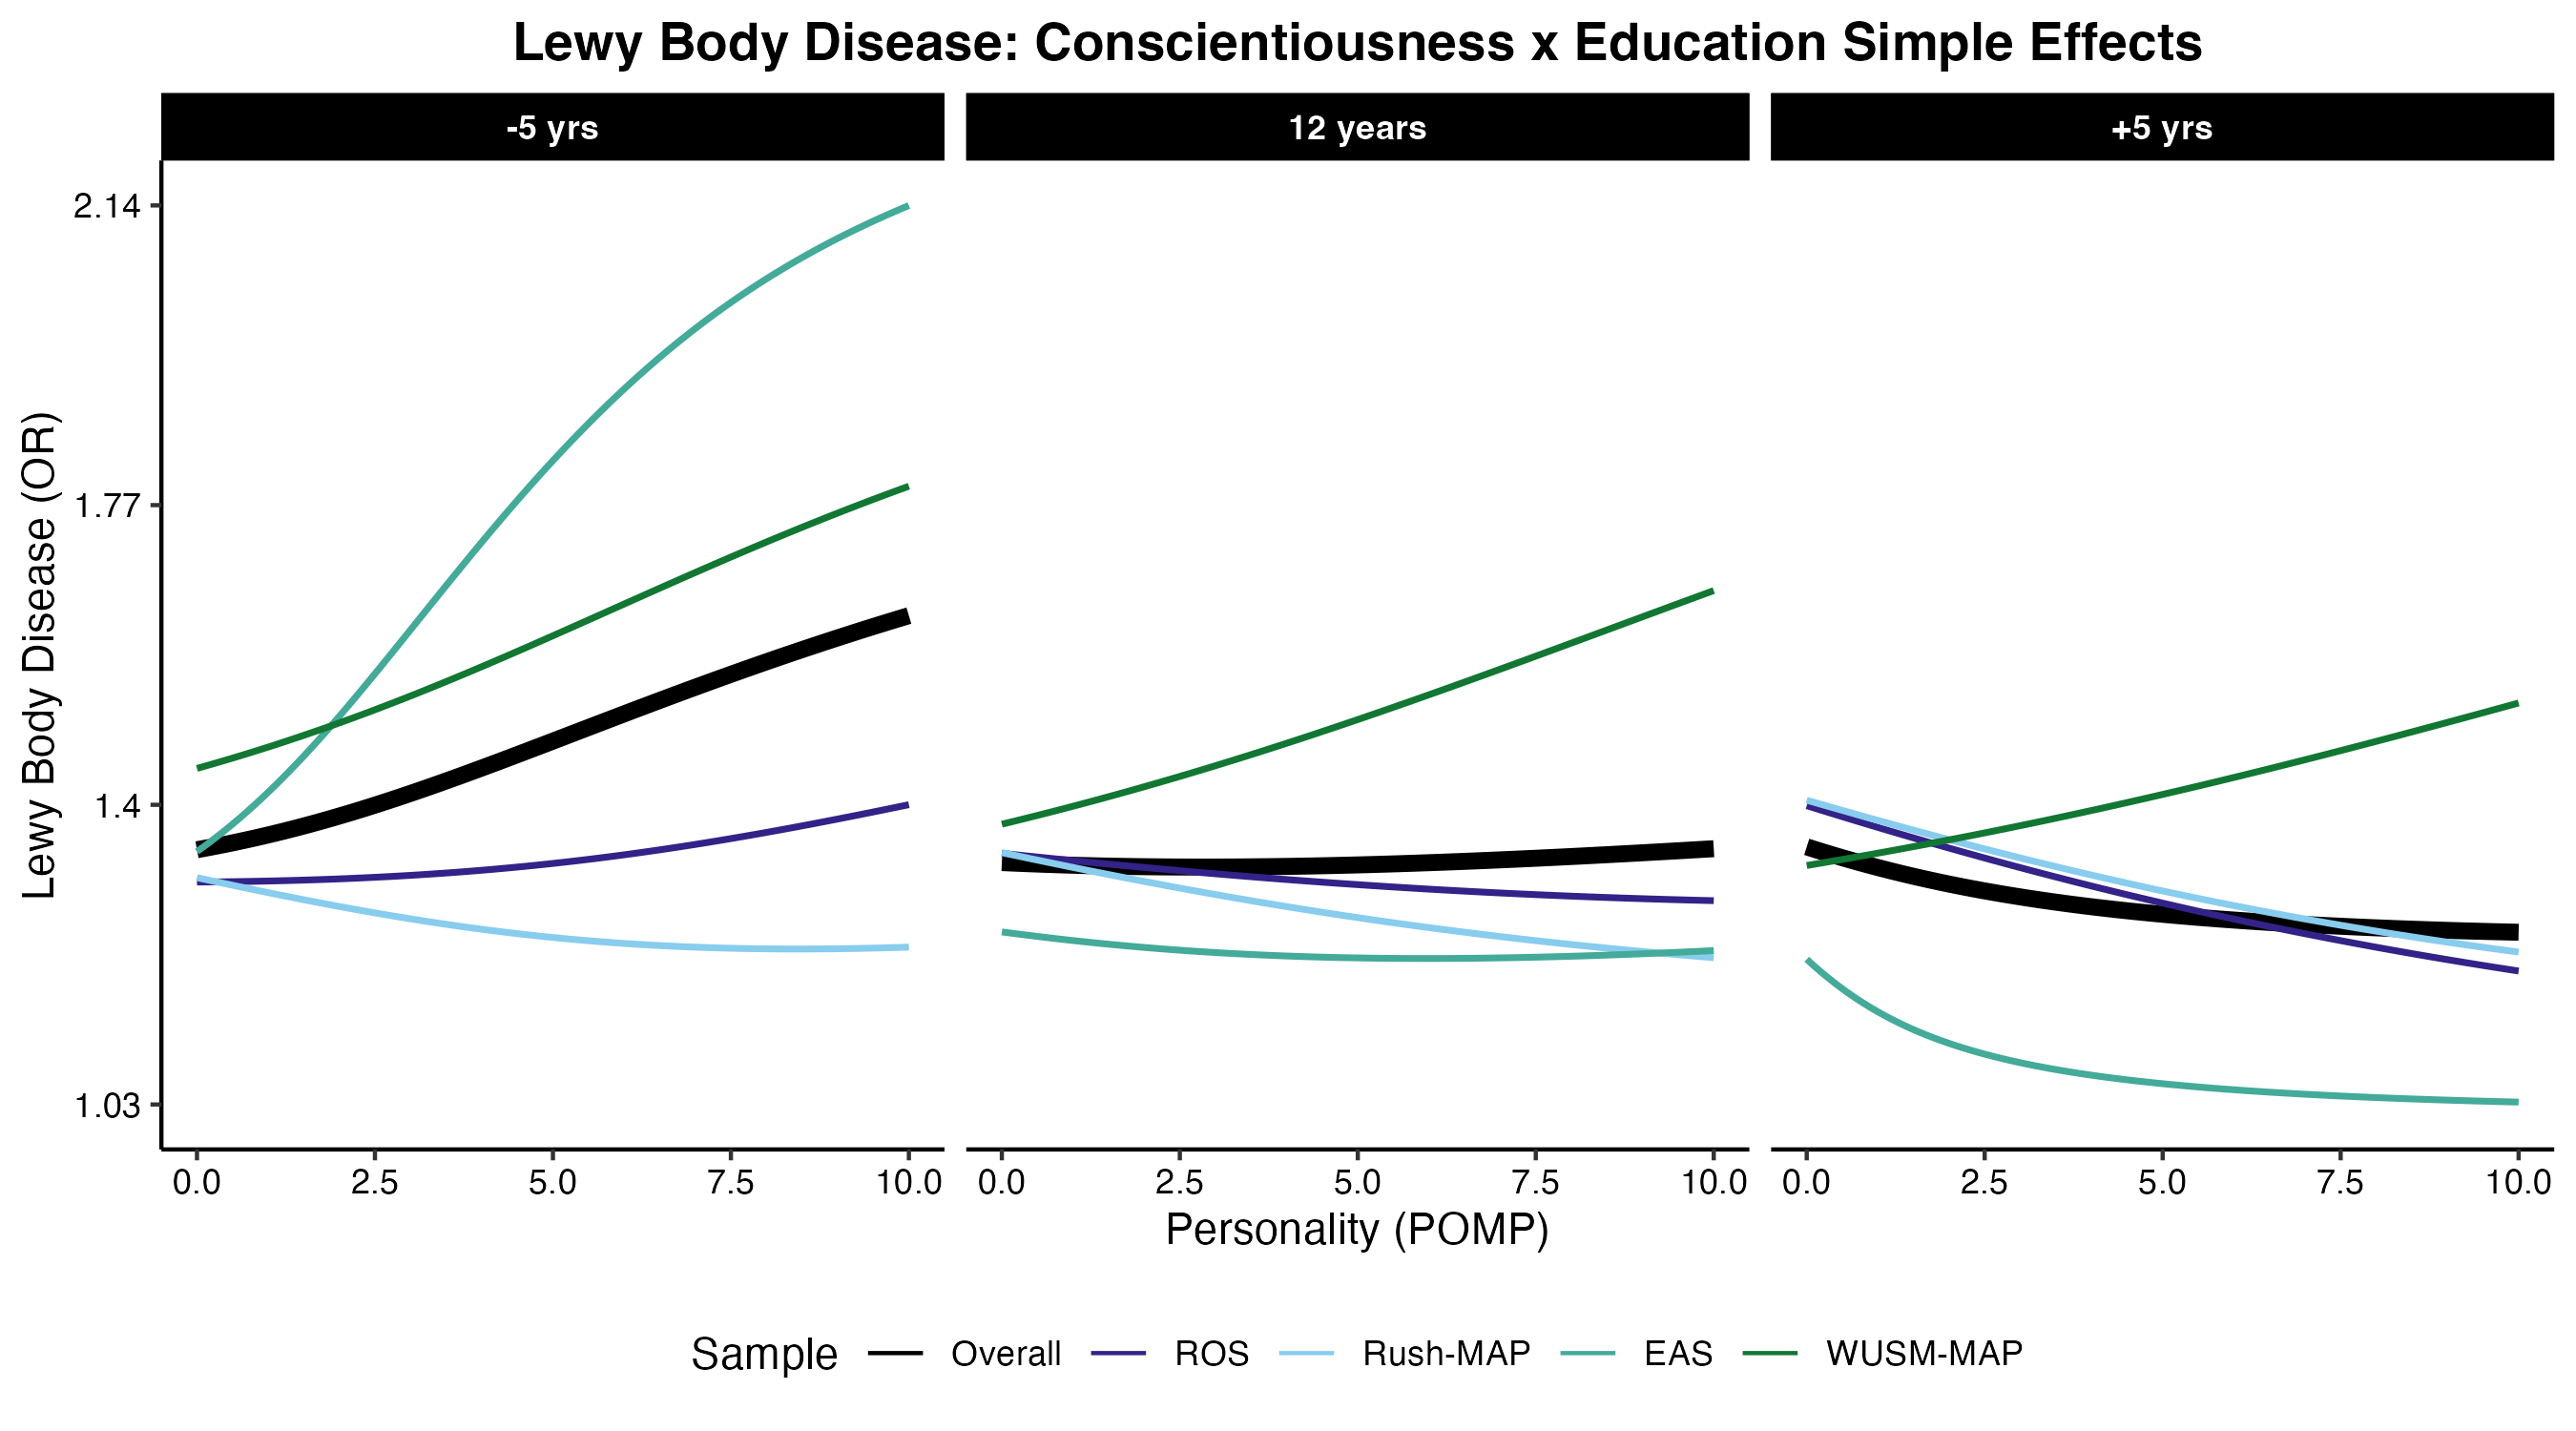 Lewy Body Disease: Conscientiousness x Education Simple Effects
-5 yrs 12 years +5 yrs
Lewy Body Disease (OR)
2.14
1.77
1.4
1.03
0.0 2.5 5.0 7.5 10.0 0.0 2.5 5.0 7.5 10.0 0.0 2.5 5.0 7.5 10.0
Personality (POMP)
Sample Overall ROS Rush-MAP EAS WUSM-MAP